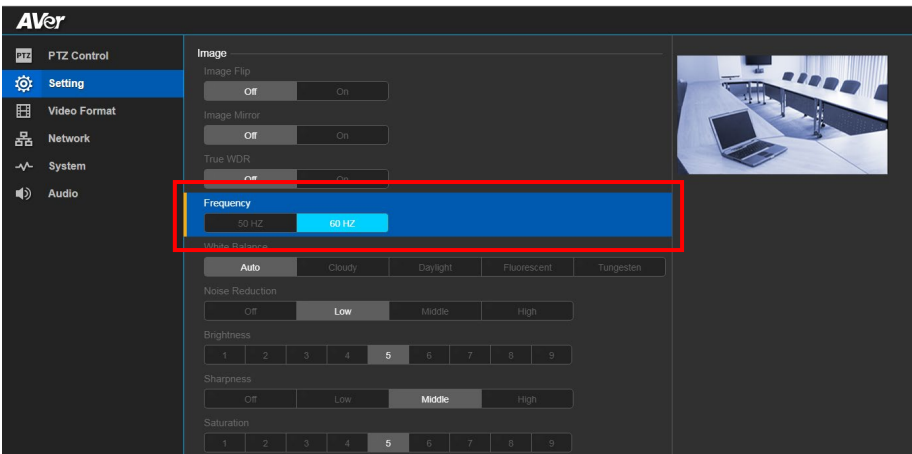 AVer
PTZ PTZ Control
Setting
Video Format
Network
System
Audio
Image
Image Flip
Off On
Image Mirror
Off On
True WDR
Off On
Frequency
50 HZ 60 HZ
White Balance
Auto Cloudy Daylight Fluorescent Tungesten
Noise Reduction
Off Low Middle High
Brightness
1 2 3 4 5 6 7 8 9
Sharpness
Off Low Middle High
Saturation
1 2 3 4 5 6 7 8 9